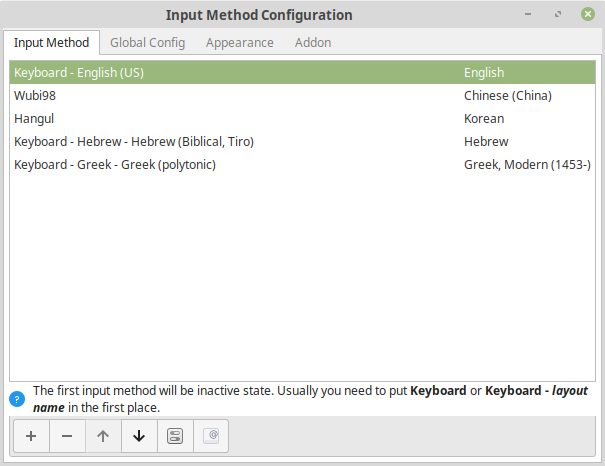 Input Method Configuration
Input Method Global Config Appearance Addon
Keyboard - English (US) English
Wubi98 Chinese (China)
Hangul Korean
Keyboard - Hebrew - Hebrew (Biblical, Tiro) Hebrew
Keyboard - Greek - Greek (polytonic) Greek, Modern (1453-)
The first input method will be inactive state. Usually you need to put Keyboard or Keyboard - layout
name in the first place.